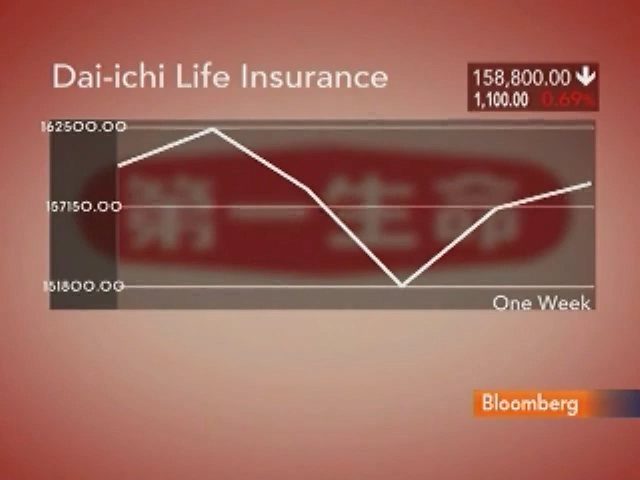 Dai-ichi Life Insurance
158,800.00
1,100.00 0.69%
162500.00
第一生命
157150.00
151800.00
One Week
Bloomberg